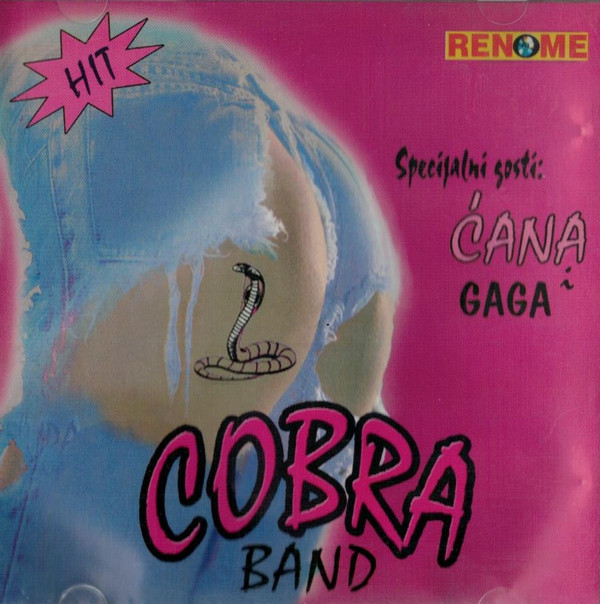 HIT
RENOME
Specijalni gosti:
ĆANA
i
GAGA
COBRA
BAND